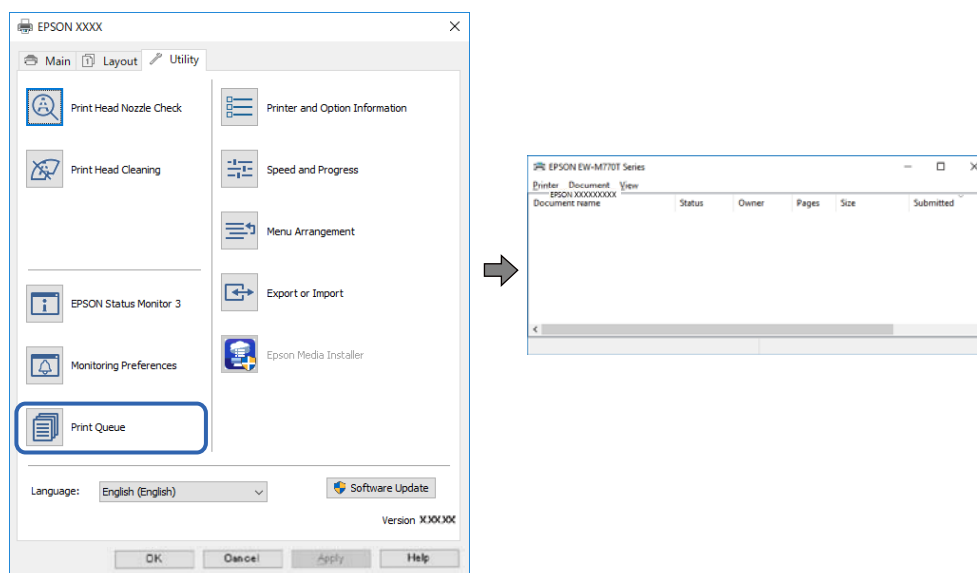 EPSON XXXX
Main
Layout
Utility
Print Head Nozzle Check
Print Head Cleaning
EPSON Status Monitor 3
Monitoring Preferences
Print Queue
Printer and Option Information
Speed and Progress
Menu Arrangement
Export or Import
Epson Media Installer
Language: English (English)
Software Update
Version X.XX.XX
OK Cancel Apply Help
EPSON EW-M770T Series
Printer Document View
EPSON XXXXXXXXX
Document Name Status Owner Pages Size Submitted